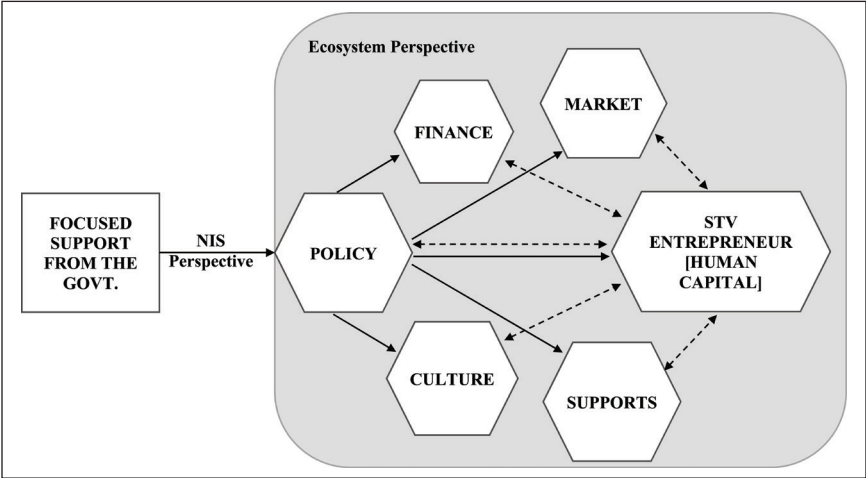 Ecosystem Perspective
MARKET
FINANCE
FOCUSED
SUPPORT
FROM THE
GOVT.
NIS
Perspective
POLICY
STV
ENTREPRENEUR
[HUMAN
CAPITAL]
CULTURE
SUPPORTS